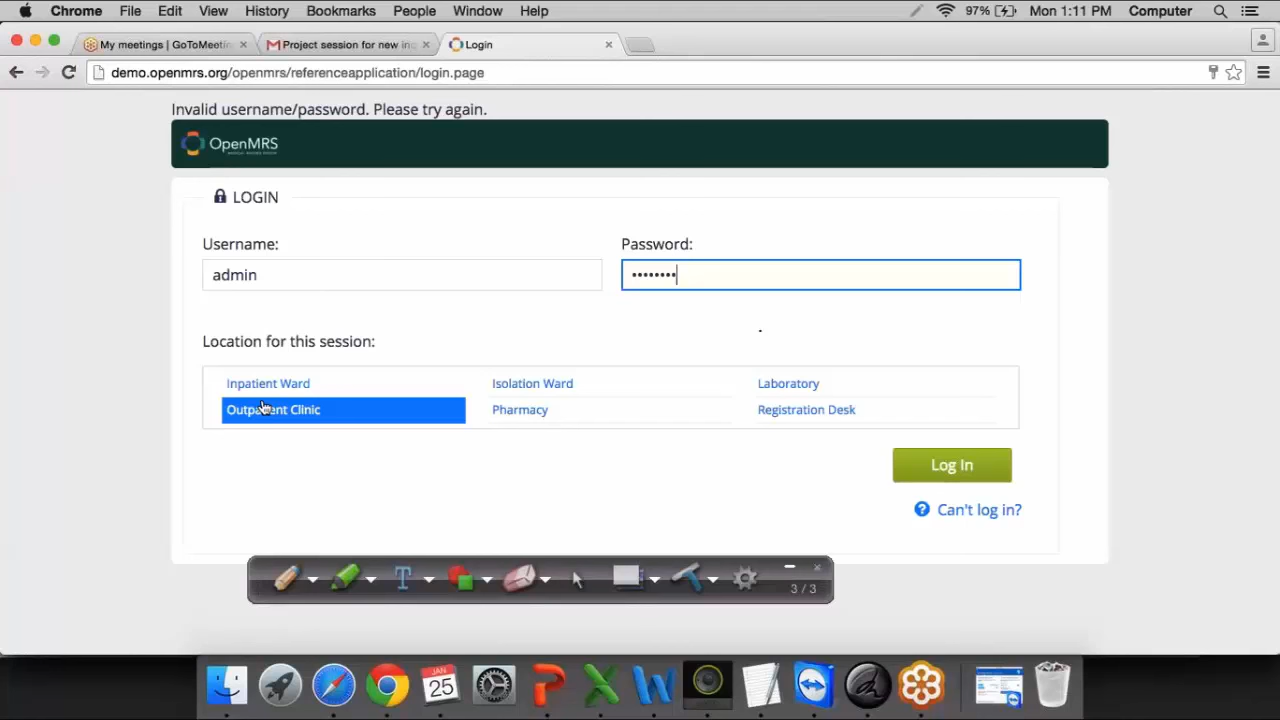 Chrome File Edit View History Bookmarks People Window Help 97% Mon 1:11 PM Computer
My meetings | GoToMeetin Project session for new in Login
demo.openmrs.org/openmrs/referenceapplication/login.page
Invalid username/password. Please try again.
OpenMRS
LOGIN
Username: Password:
admin ••••••••
Location for this session:
Inpatient Ward Isolation Ward Laboratory
Outpatient Clinic Pharmacy Registration Desk
Log In
? Can't log in?
T 3 / 3
JAN
25